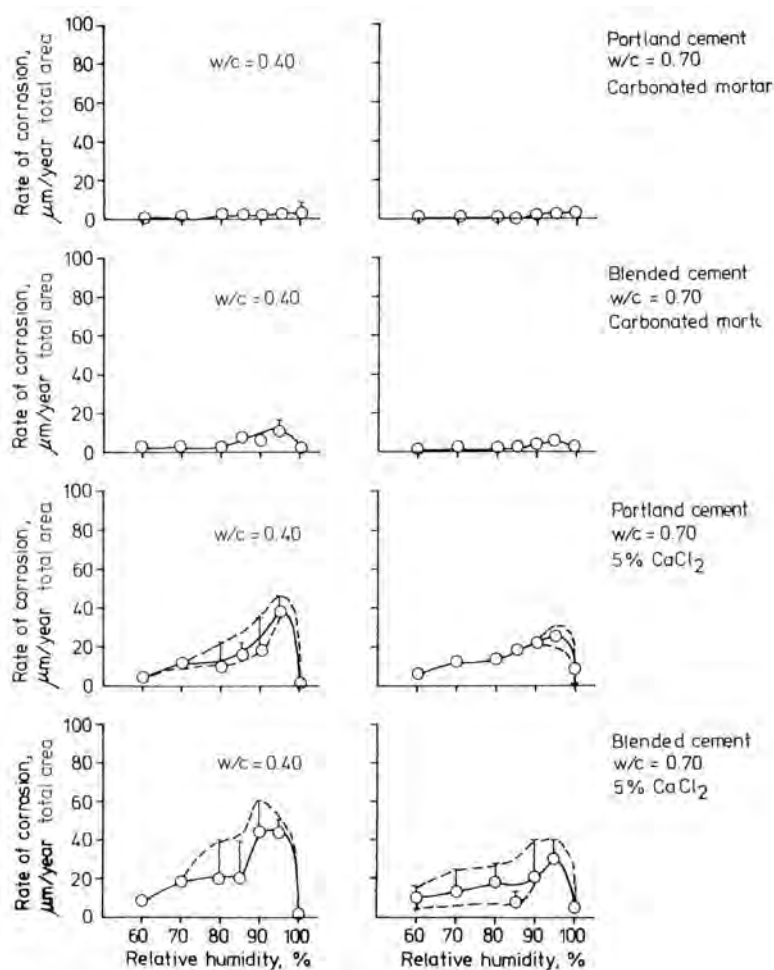 Rate of corrosion,
μm/year total area
100
80
60
40
20
0
w/c = 0.40
Portland cement
w/c = 0.70
Carbonated mortar
Rate of corrosion,
μm/year total area
100
80
60
40
20
0
w/c = 0.40
Blended cement
w/c = 0.70
Carbonated mort
Rate of corrosion,
μm/year total area
100
80
60
40
20
0
w/c = 0.40
Portland cement
w/c = 0.70
5% CaCl2
Rate of corrosion,
μm/year total area
100
80
60
40
20
0
w/c = 0.40
Blended cement
w/c = 0.70
5% CaCl2
60 70 80 90 100
60 70 80 90 100
Relative humidity, %
Relative humidity, %